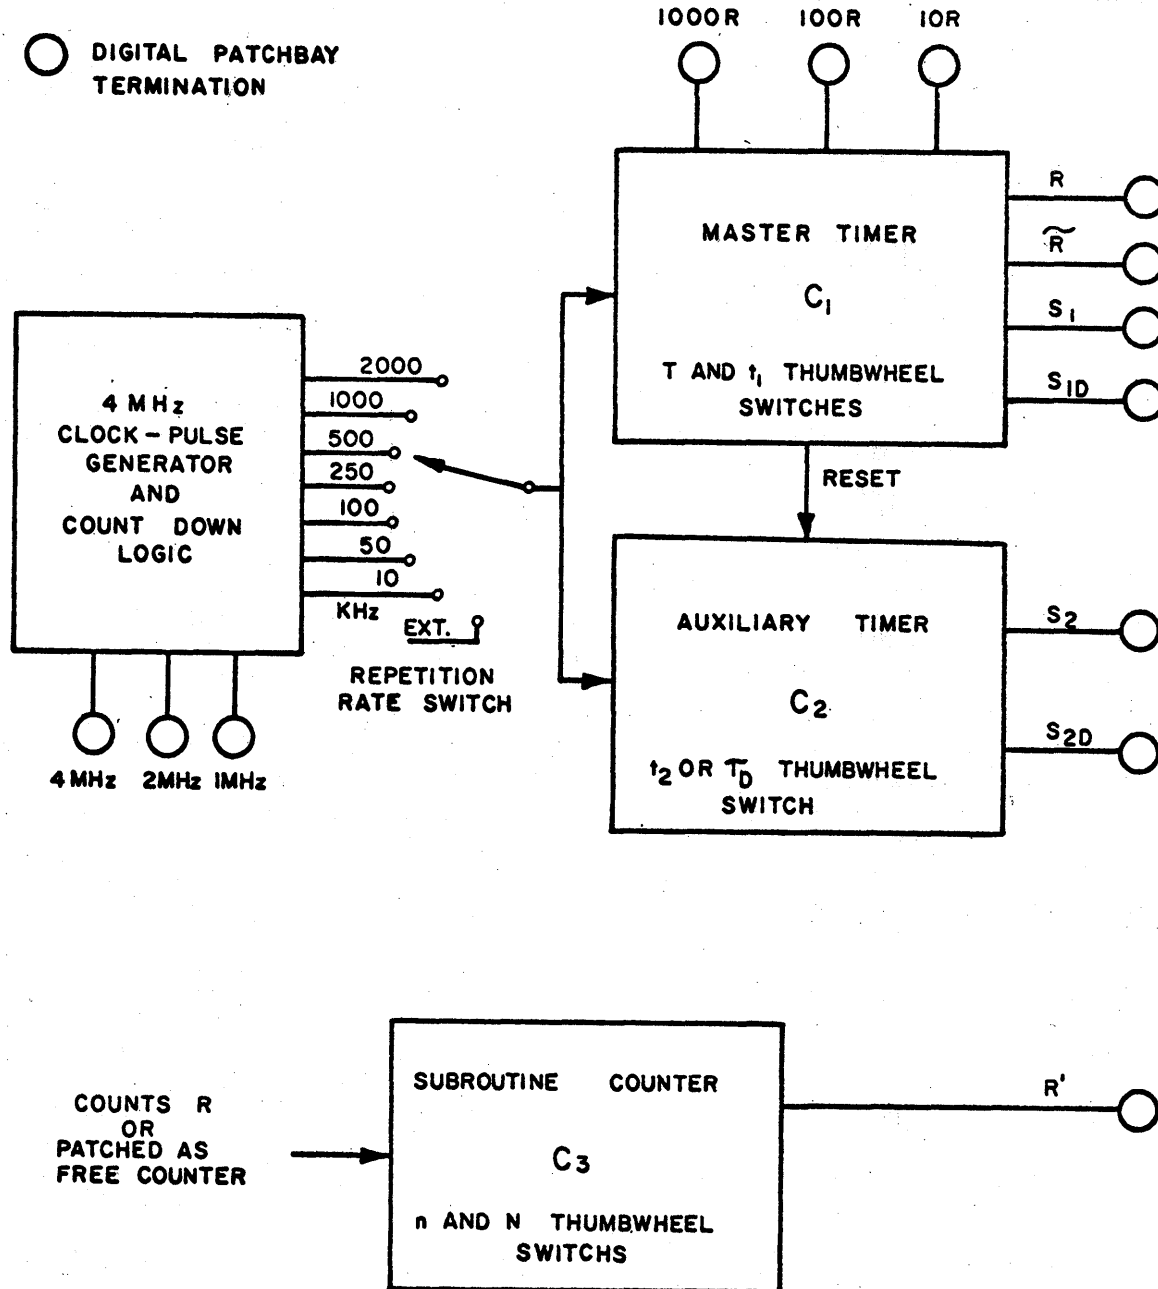 DIGITAL PATCHBAY
TERMINATION
1000R 100R 10R
MASTER TIMER
C1
T AND t1 THUMBWHEEL
SWITCHES
R
R̃
S1
S1D
4 MHz
CLOCK-PULSE
GENERATOR
AND
COUNT DOWN
LOGIC
2000
1000
500
250
100
50
10
KHz
EXT.
REPETITION
RATE SWITCH
4MHz 2MHz 1MHz
RESET
AUXILIARY TIMER
C2
t2 OR τD THUMBWHEEL
SWITCH
S2
S2D
COUNTS R
OR
PATCHED AS
FREE COUNTER
SUBROUTINE COUNTER
C3
n AND N THUMBWHEEL
SWITCHS
R'